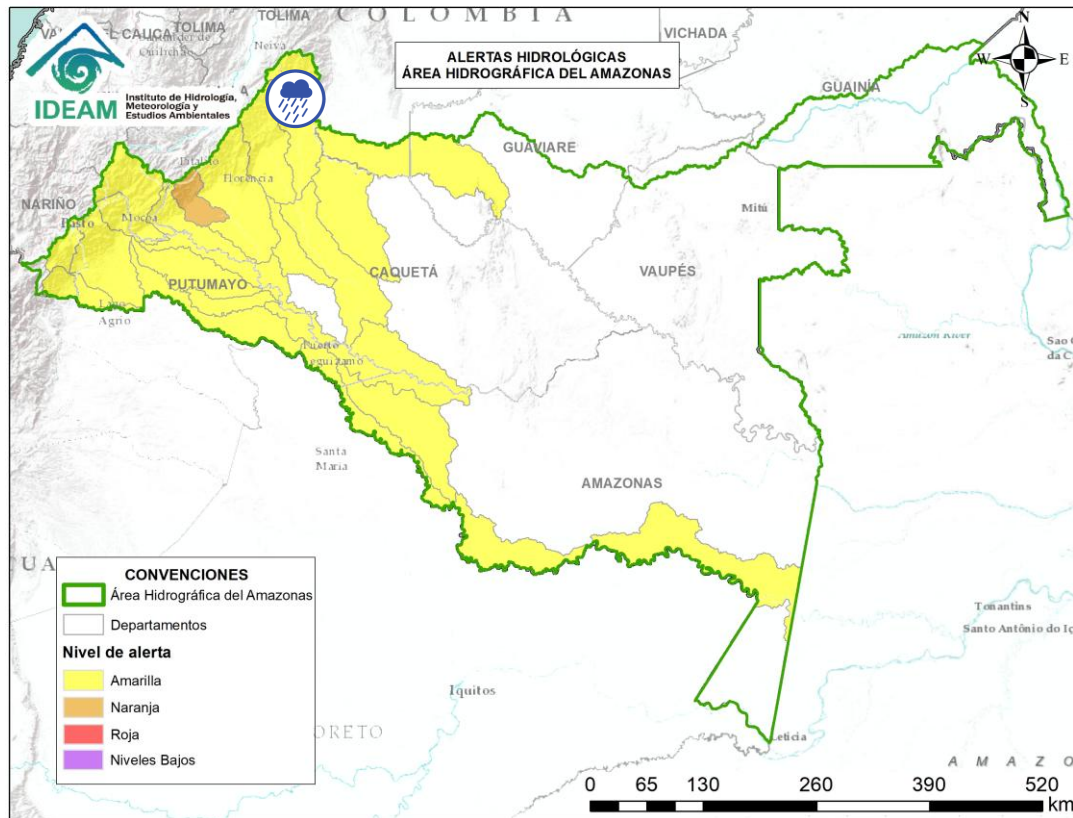 COLOMBIA
TOLIMA
TOLIMA
Neiva
VICHADA
ALERTAS HIDROLÓGICAS
ÁREA HIDROGRÁFICA DEL AMAZONAS
N
W
E
S
IDEAM
Instituto de Hidrología,
Meteorología y
Estudios Ambientales
GUAINÍA
GUAVIARE
Florencia
NARIÑO
Pasto
Mocoa
Mitú
CAQUETÁ
VAUPÉS
PUTUMAYO
Lago
Agrio
Amazon River
Sao
da C
Puerto
Santa
Maria
AMAZONAS
CONVENCIONES
Área Hidrográfica del Amazonas
Departamentos
Nivel de alerta
Amarilla
Naranja
Roja
Niveles Bajos
Tonantins
Santo Antônio do Iç
Iquitos
ORETO
Leticia
AMAZO
0 65 130 260 390 520
km